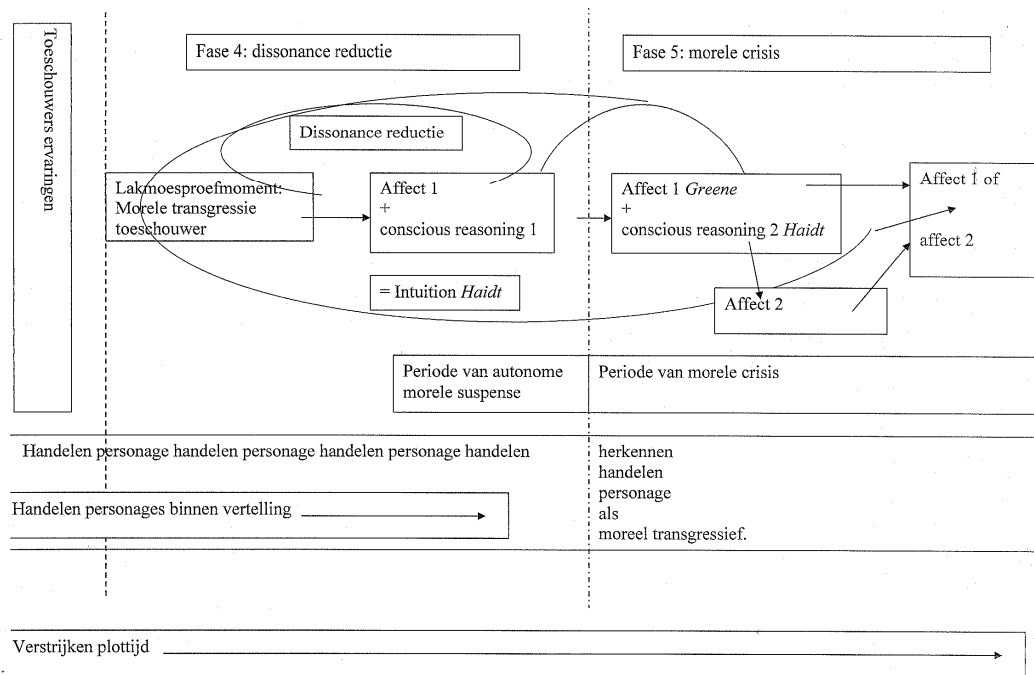 Toeschouwers ervaringen
Fase 4: dissonance reductie
Fase 5: morele crisis
Dissonance reductie
Lakmoesproefmoment:
Morele transgressie
toeschouwer
Affect 1
+
conscious reasoning 1
= Intuition Haidt
Affect 1 Greene
+
conscious reasoning 2 Haidt
Affect 2
Affect 1 of
affect 2
Periode van autonome
morele suspense
Periode van morele crisis
Handelen personage handelen personage handelen personage handelen
herkennen
handelen
personage
als
moreel transgressief.
Handelen personages binnen vertelling
Verstrijken plottijd